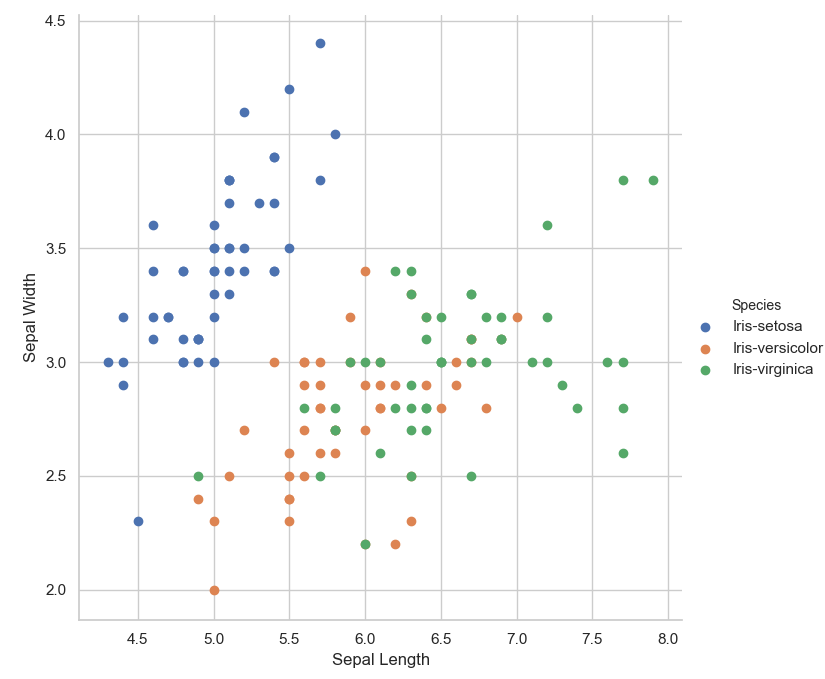 4.5
4.0
3.5
3.0
2.5
2.0
Sepal Width
4.5 5.0 5.5 6.0 6.5 7.0 7.5 8.0
Sepal Length
Species
Iris-setosa
Iris-versicolor
Iris-virginica